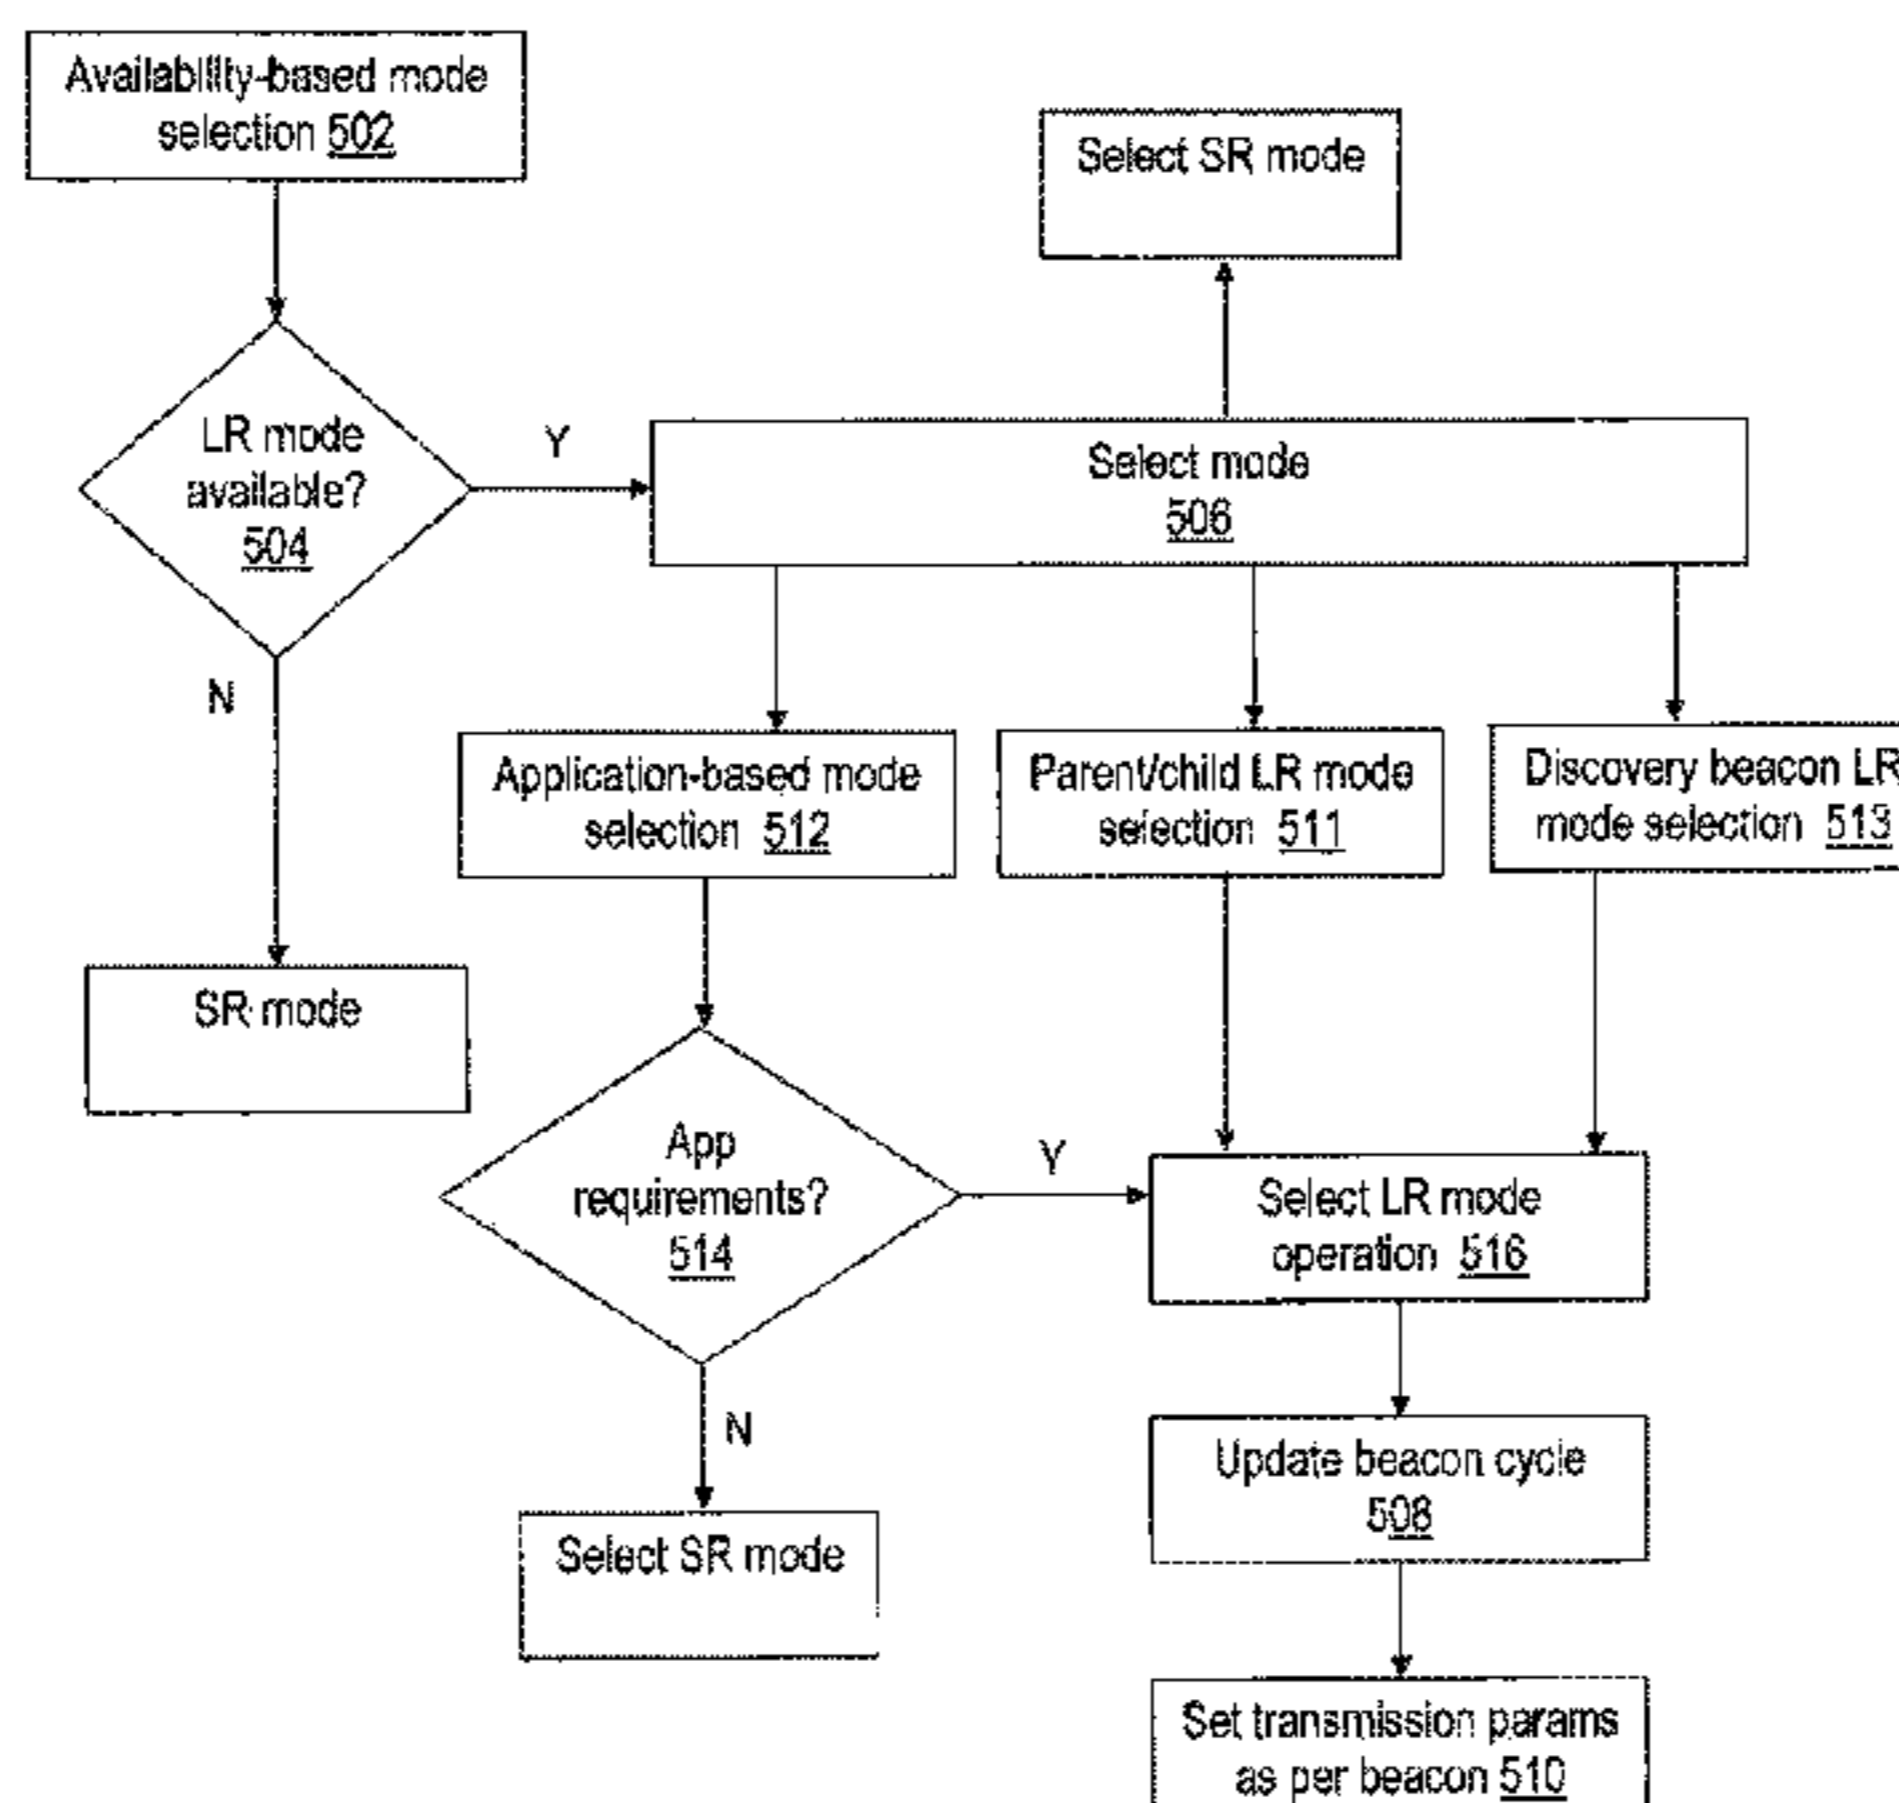 Availability-based mode
selection 502
Select SR mode
LR mode
available?
504
Y
Select mode
506
N
Application-based mode
selection 512
Parent/child LR mode
selection 511
Discovery beacon LR
mode selection 513
SR mode
App
requirements?
514
Y
Select LR mode
operation 516
N
Update beacon cycle
508
Select SR mode
Set transmission params
as per beacon 510